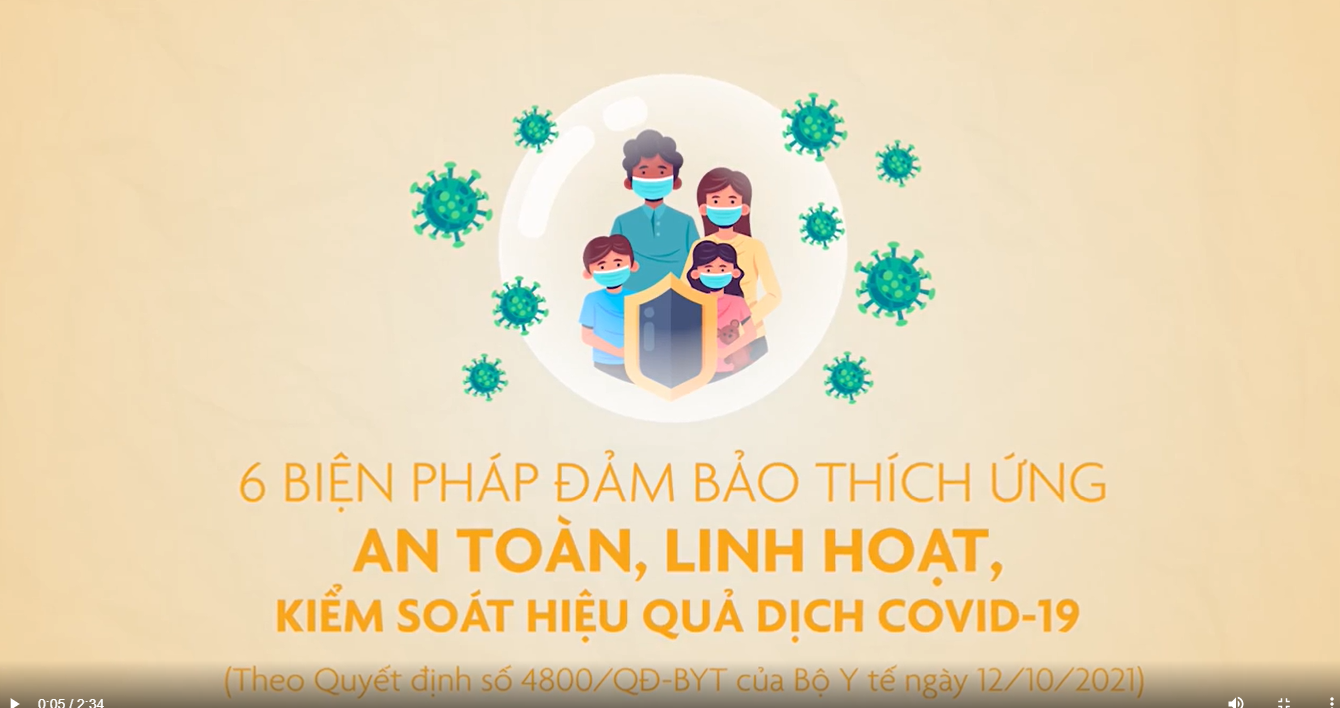 6 BIỆN PHÁP ĐẢM BẢO THÍCH ỨNG
AN TOÀN, LINH HOẠT,
KIỂM SOÁT HIỆU QUẢ DỊCH COVID-19
(Theo Quyết định số 4800/QĐ-BYT của Bộ Y tế ngày 12/10/2021)
0:05 / 2:34